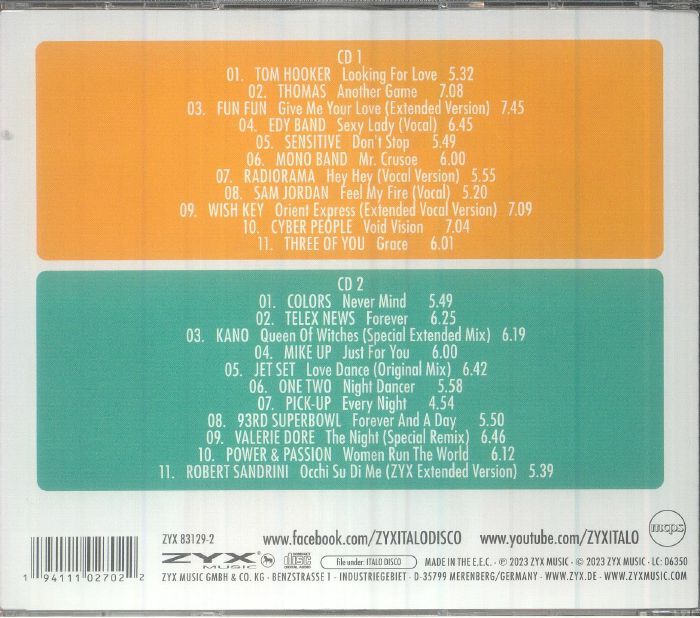 CD 1
01. TOM HOOKER Looking For Love 5.32
02. THOMAS Another Game 7.08
03. FUN FUN Give Me Your Love (Extended Version) 7.45
04. EDY BAND Sexy Lady (Vocal) 6.45
05. SENSITIVE Don't Stop 5.49
06. MONO BAND Mr. Crusoe 6.00
07. RADIORAMA Hey Hey (Vocal Version) 5.55
08. SAM JORDAN Feel My Fire (Vocal) 5.20
09. WISH KEY Orient Express (Extended Vocal Version) 7.09
10. CYBER PEOPLE Void Vision 7.04
11. THREE OF YOU Grace 6.01
CD 2
01. COLORS Never Mind 5.49
02. TELEX NEWS Forever 6.25
03. KANO Queen Of Witches (Special Extended Mix) 6.19
04. MIKE UP Just For You 6.00
05. JET SET Love Dance (Original Mix) 6.42
06. ONE TWO Night Dancer 5.58
07. PICK-UP Every Night 4.54
08. 93RD SUPERBOWL Forever And A Day 5.50
09. VALERIE DORE The Night (Special Remix) 6.46
10. POWER & PASSION Women Run The World 6.12
11. ROBERT SANDRINI Occhi Su Di Me (ZYX Extended Version) 5.39
ZYX 83129-2 www.facebook.com/ZYXITALODISCO www.youtube.com/ZYXITALO mcps
ZYX MUSIC COMPACT disc DIGITAL AUDIO file under: ITALO DISCO MADE IN THE E.E.C. · ℗ 2023 ZYX MUSIC · © 2023 ZYX MUSIC · LC: 06350
ZYX MUSIC GMBH & CO. KG · BENZSTRASSE 1 · INDUSTRIEGEBIET · D-35799 MERENBERG/GERMANY · WWW.ZYX.DE · WWW.ZYXMUSIC.COM
1 94111 02702 2